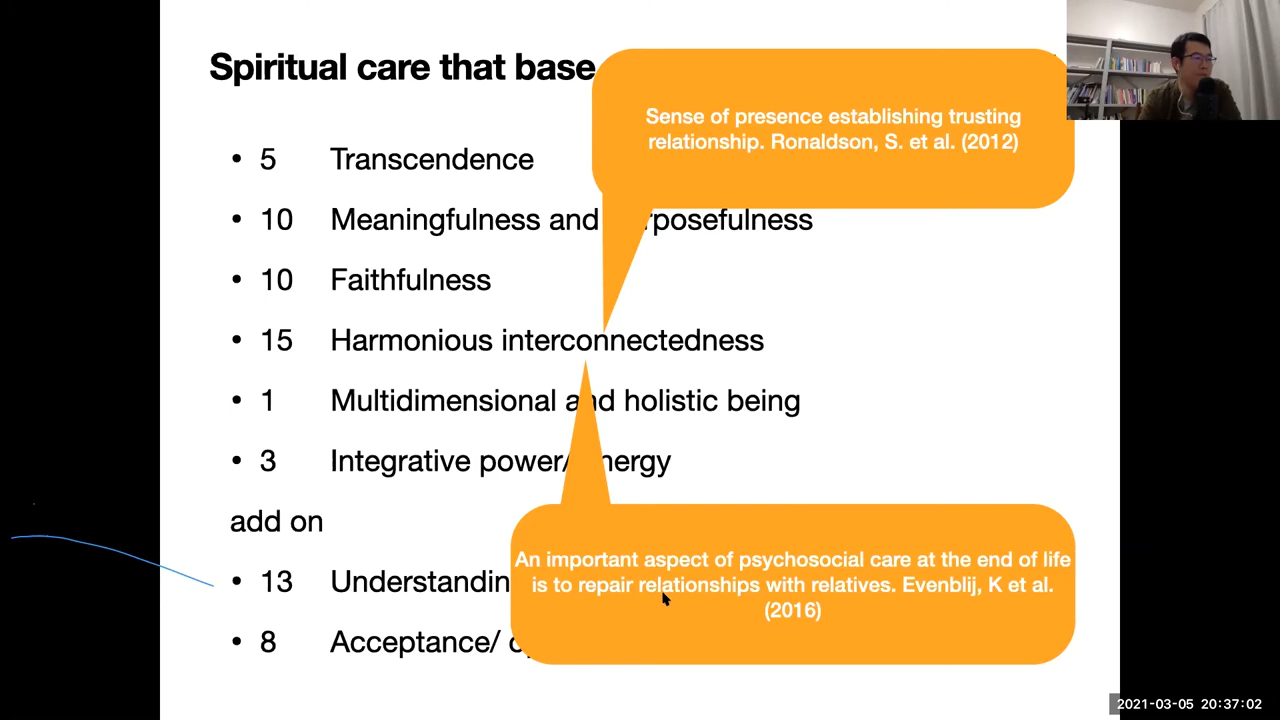 Spiritual care that base
Sense of presence establishing trusting
relationship. Ronaldson, S. et al. (2012)
• 5 Transcendence
• 10 Meaningfulness and rposefulness
• 10 Faithfulness
• 15 Harmonious interconnectedness
• 1 Multidimensional and holistic being
• 3 Integrative power/ nergy
add on
• 13 Understandin
• 8 Acceptance/
An important aspect of psychosocial care at the end of life
is to repair relationships with relatives. Evenblij, K et al.
(2016)
2021-03-05 20:37:02